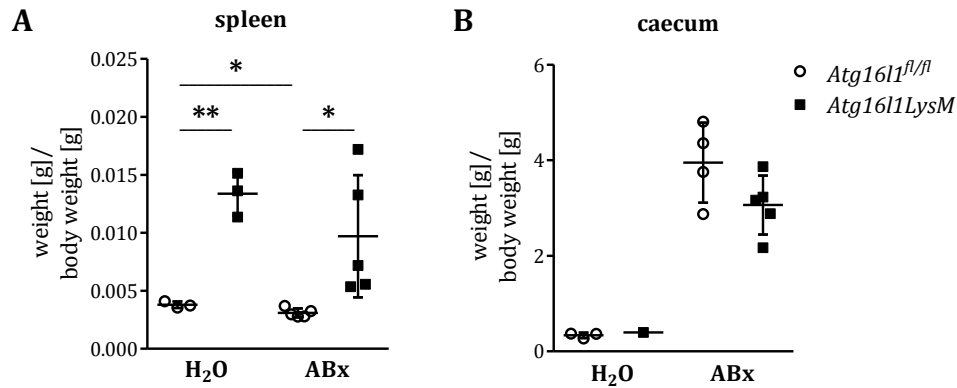 A
spleen
weight [g]/
body weight [g]
0.025
0.020
0.015
0.010
0.005
0.000
*
**
*
H₂O
ABx
B
caecum
weight [g]/
body weight [g]
6
4
2
0
H₂O
ABx
Atg16l1fl/fl
Atg16l1LysM